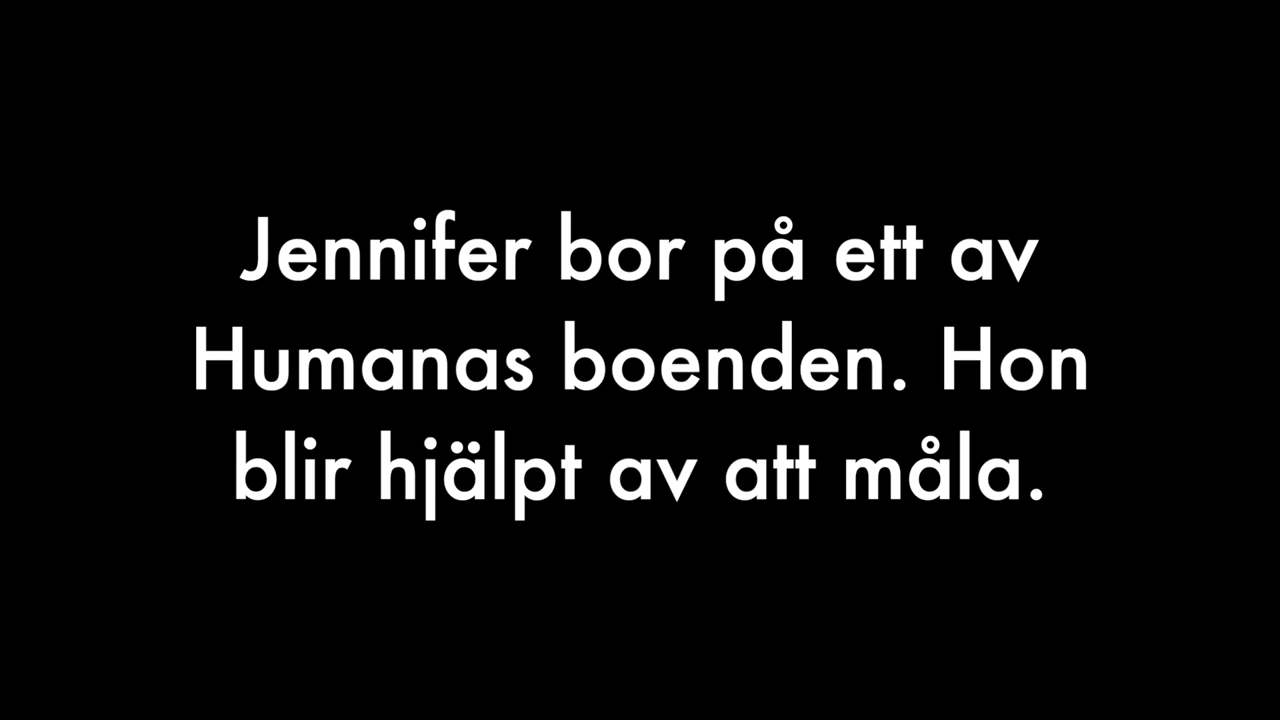 Jennifer bor på ett av
Humanas boenden. Hon
blir hjälpt av att måla.